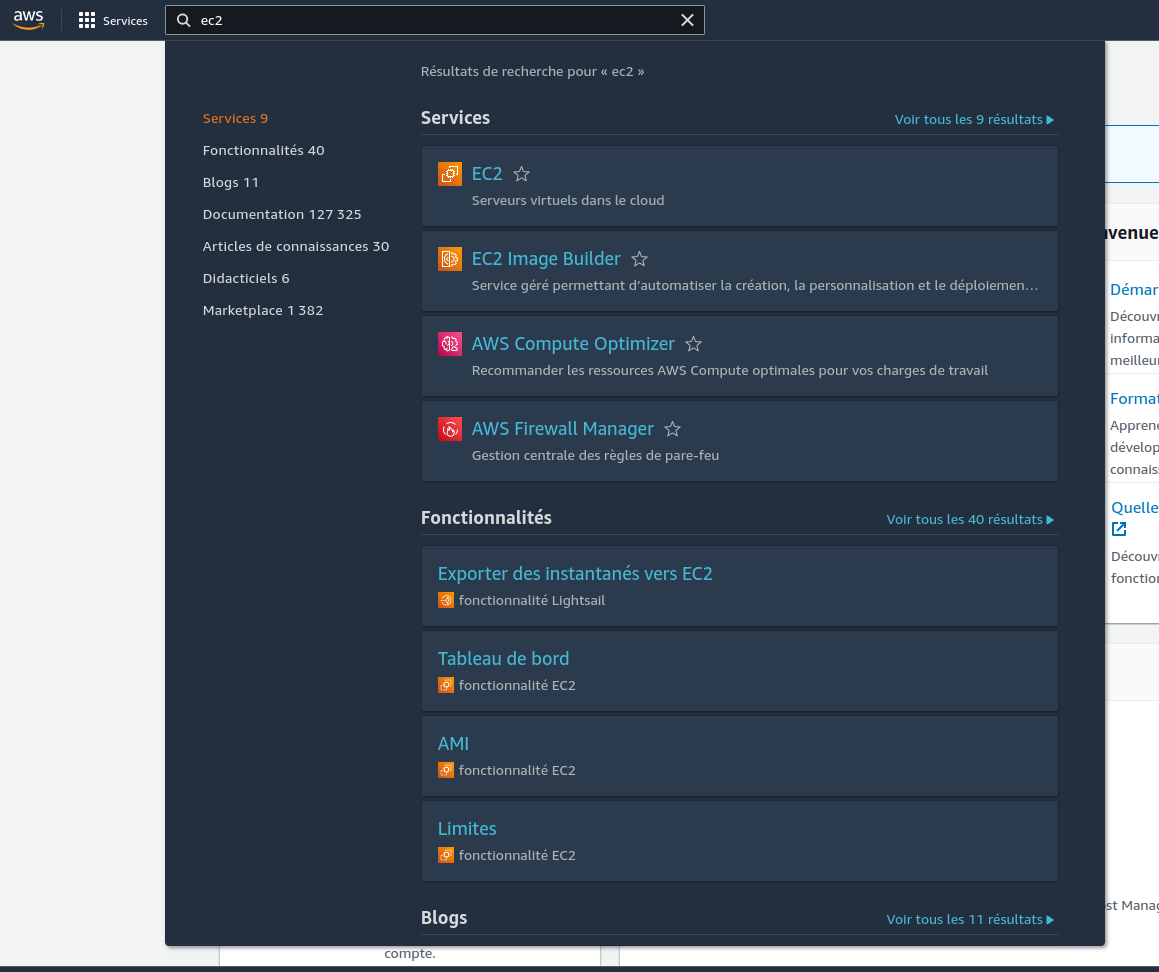 aws
Services
ec2
Résultats de recherche pour « ec2 »
Services 9
Fonctionnalités 40
Blogs 11
Documentation 127 325
Articles de connaissances 30
Didacticiels 6
Marketplace 1 382
Services
Voir tous les 9 résultats
EC2
Serveurs virtuels dans le cloud
EC2 Image Builder
Service géré permettant d'automatiser la création, la personnalisation et le déploiemen…
AWS Compute Optimizer
Recommander les ressources AWS Compute optimales pour vos charges de travail
AWS Firewall Manager
Gestion centrale des règles de pare-feu
Fonctionnalités
Voir tous les 40 résultats
Exporter des instantanés vers EC2
fonctionnalité Lightsail
Tableau de bord
fonctionnalité EC2
AMI
fonctionnalité EC2
Limites
fonctionnalité EC2
Blogs
Voir tous les 11 résultats
venue
Démar
Découvr
informa
meilleur
Format
Apprene
dévelop
connais
Quelle
Découvr
fonction
st Manag
compte.